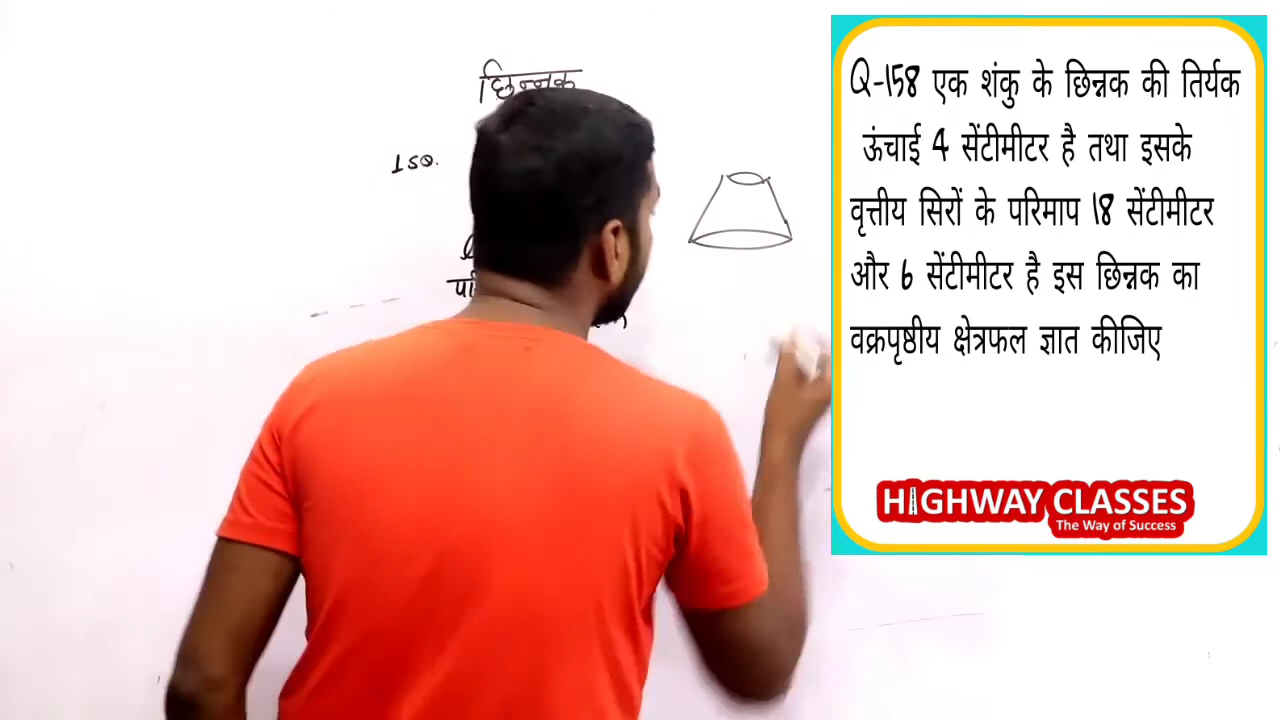 छिन्नक
158.
Q-158 एक शंकु के छिन्नक की तिर्यक
ऊंचाई 4 सेंटीमीटर है तथा इसके
वृत्तीय सिरों के परिमाप 18 सेंटीमीटर
और 6 सेंटीमीटर है इस छिन्नक का
वक्रपृष्ठीय क्षेत्रफल ज्ञात कीजिए
HIGHWAY CLASSES
The Way of Success